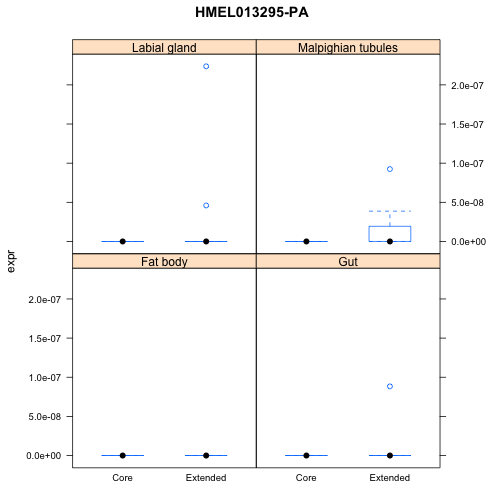 HMEL013295-PA
Labial gland
Malpighian tubules
2.0e-07
1.5e-07
1.0e-07
5.0e-08
0.0e+00
expr
Fat body
Gut
2.0e-07
1.5e-07
1.0e-07
5.0e-08
0.0e+00
Core
Extended
Core
Extended